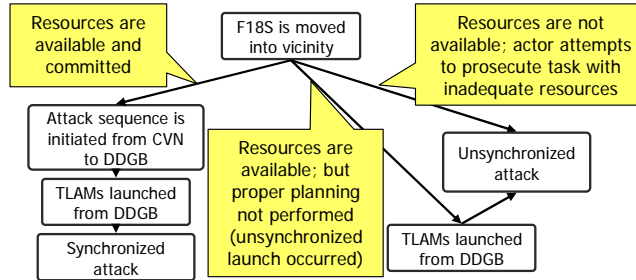 Resources are
available and
committed
F18S is moved
into vicinity
Resources are not
available; actor attempts
to prosecute task with
inadequate resources
Attack sequence is
initiated from CVN
to DDGB
TLAMs launched
from DDGB
Synchronized
attack
Resources are
available; but
proper planning
not performed
(unsynchronized
launch occurred)
Unsynchronized
attack
TLAMs launched
from DDGB